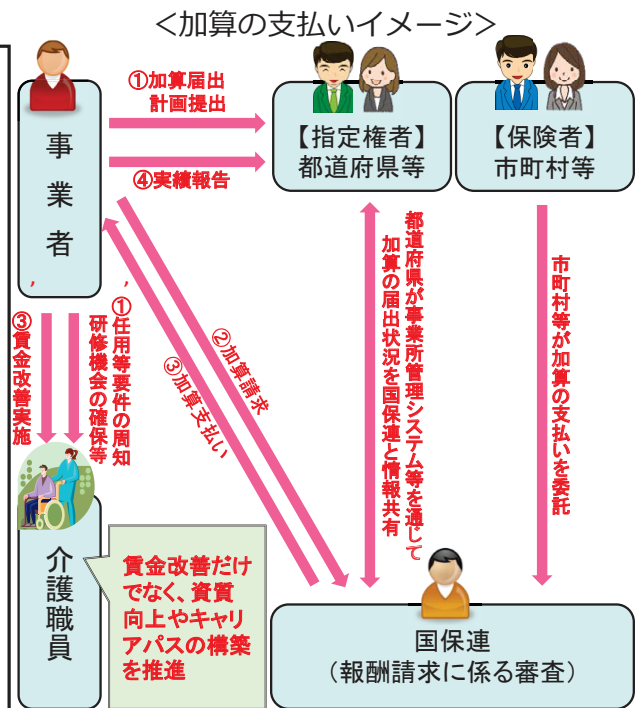 ＜加算の支払いイメージ＞
①加算届出
計画提出
④実績報告
事業者
【指定権者】
都道府県等
【保険者】
市町村等
,
,
①任用等要件の周知
研修機会の確保等
③賃金改善実施
②加算請求
③加算支払い
都道府県が事業所管理システム等を通じて
加算の届出状況を国保連と情報共有
市町村等が加算の支払いを委託
介護職員
賃金改善だけ
でなく、資質
向上やキャリ
アパスの構築
を推進
国保連
（報酬請求に係る審査）